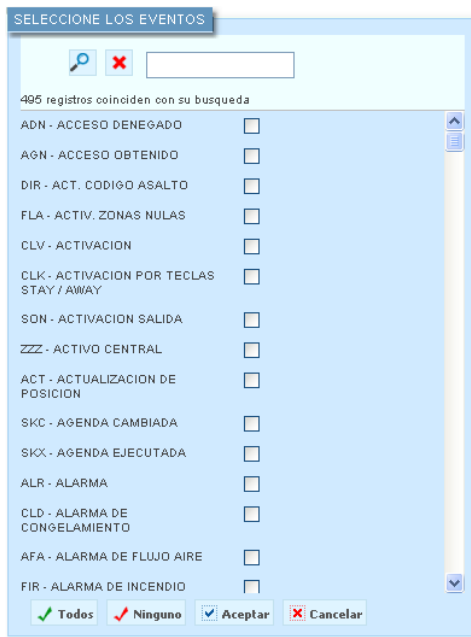 SELECCIONE LOS EVENTOS
495 registros coinciden con su busqueda
ADN - ACCESO DENEGADO
AGN - ACCESO OBTENIDO
DIR - ACT. CODIGO ASALTO
FLA - ACTIV. ZONAS NULAS
CLV - ACTIVACION
CLK - ACTIVACION POR TECLAS
STAY / AWAY
SON - ACTIVACION SALIDA
ZZZ - ACTIVO CENTRAL
ACT - ACTUALIZACION DE
POSICION
SKC - AGENDA CAMBIADA
SKX - AGENDA EJECUTADA
ALR - ALARMA
CLD - ALARMA DE
CONGELAMIENTO
AFA - ALARMA DE FLUJO AIRE
FIR - ALARMA DE INCENDIO
Todos Ninguno Aceptar Cancelar